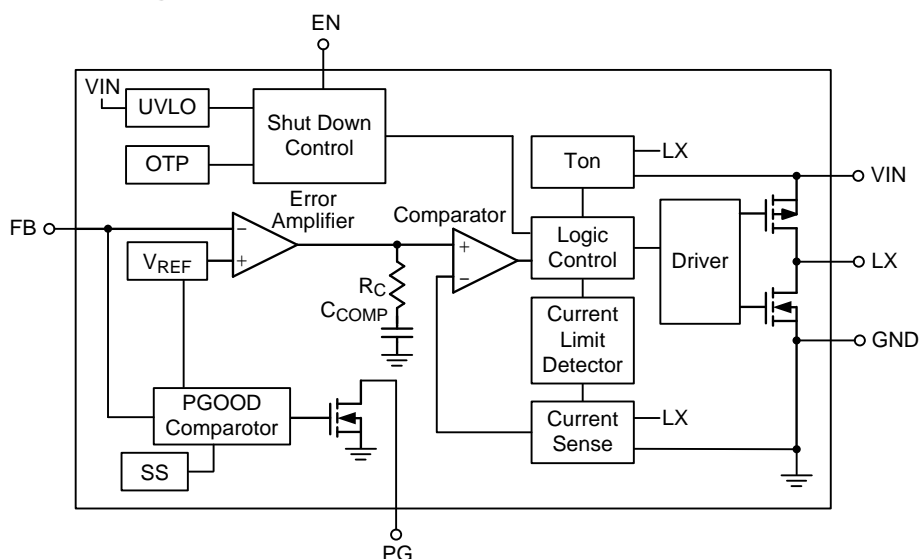 EN
VIN
UVLO
Shut Down
Control
OTP
Ton
LX
VIN
Error
Amplifier
Comparator
FB
−
+
VREF
+
−
Logic
Control
Driver
LX
RC
CCOMP
Current
Limit
Detector
GND
PGOOD
Comparotor
Current
Sense
LX
SS
PG